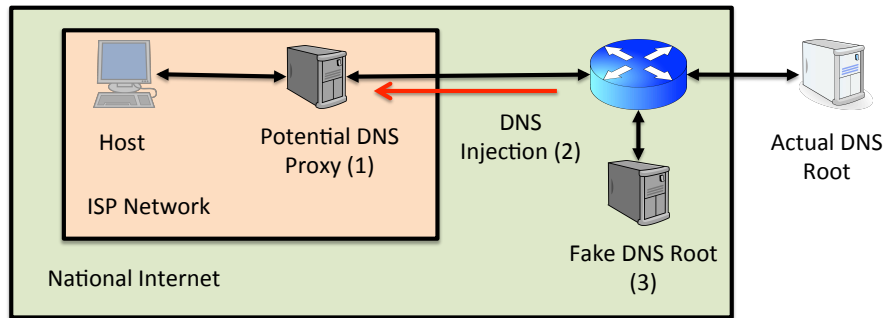 Host
Potential DNS
Proxy (1)
DNS
Injection (2)
Actual DNS
Root
ISP Network
Fake DNS Root
(3)
National Internet